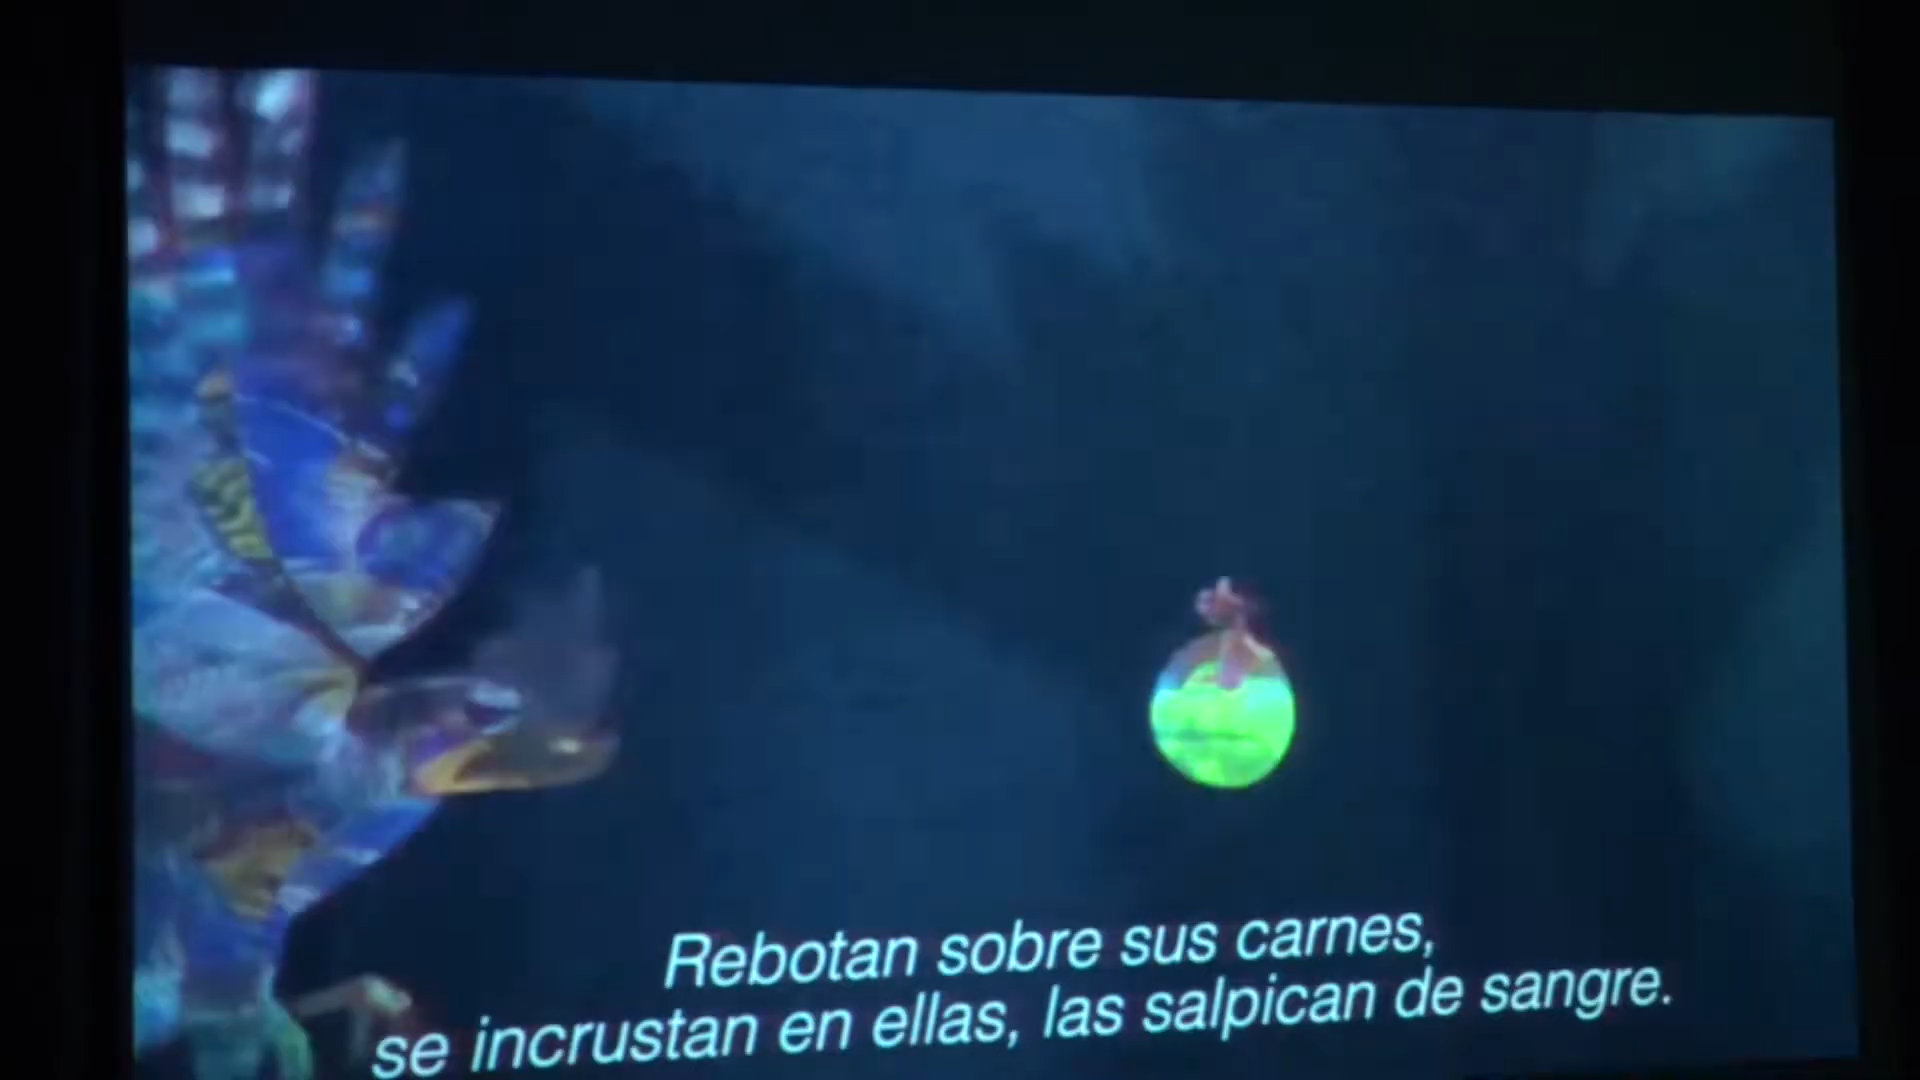 Rebotan sobre sus carnes,
se incrustan en ellas, las salpican de sangre.